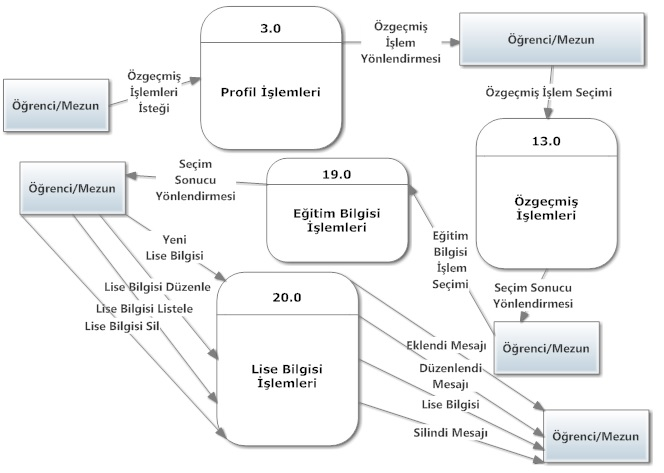 3.0
Profil İşlemleri
Öğrenci/Mezun
Özgeçmiş
İşlemleri
İsteği
Özgeçmiş
İşlem
Yönlendirmesi
Öğrenci/Mezun
Özgeçmiş İşlem Seçimi
13.0
Özgeçmiş
İşlemleri
Seçim Sonucu
Yönlendirmesi
Öğrenci/Mezun
Eğitim
Bilgisi
İşlem
Seçimi
19.0
Eğitim Bilgisi
İşlemleri
Seçim
Sonucu
Yönlendirmesi
Öğrenci/Mezun
Yeni
Lise Bilgisi
Lise Bilgisi Düzenle
Lise Bilgisi Listele
Lise Bilgisi Sil
20.0
Lise Bilgisi
İşlemleri
Eklendi Mesajı
Düzenlendi
Mesajı
Lise Bilgisi
Silindi Mesajı
Öğrenci/Mezun